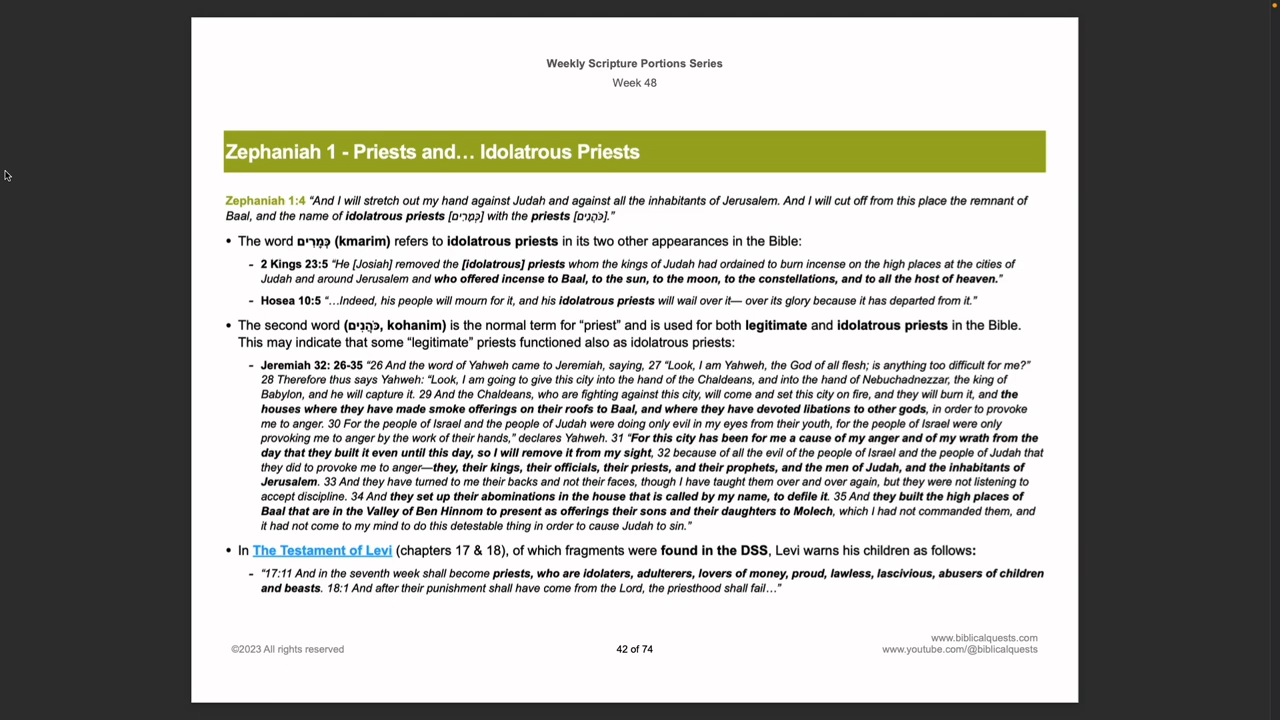 Weekly Scripture Portions Series
Week 48
Zephaniah 1 - Priests and… Idolatrous Priests
Zephaniah 1:4 “And I will stretch out my hand against Judah and against all the inhabitants of Jerusalem. And I will cut off from this place the remnant of
Baal, and the name of idolatrous priests [כְּמָרִים] with the priests [כֹּהֲנִים].”
• The word כְּמָרִים (kmarim) refers to idolatrous priests in its two other appearances in the Bible:
- 2 Kings 23:5 “He [Josiah] removed the [idolatrous] priests whom the kings of Judah had ordained to burn incense on the high places at the cities of
Judah and around Jerusalem and who offered incense to Baal, to the sun, to the moon, to the constellations, and to all the host of heaven.”
- Hosea 10:5 “…Indeed, his people will mourn for it, and his idolatrous priests will wail over it— over its glory because it has departed from it.”
• The second word (כֹּהֲנִים, kohanim) is the normal term for “priest” and is used for both legitimate and idolatrous priests in the Bible.
This may indicate that some “legitimate” priests functioned also as idolatrous priests:
- Jeremiah 32: 26-35 “26 And the word of Yahweh came to Jeremiah, saying, 27 “Look, I am Yahweh, the God of all flesh; is anything too difficult for me?”
28 Therefore thus says Yahweh: “Look, I am going to give this city into the hand of the Chaldeans, and into the hand of Nebuchadnezzar, the king of
Babylon, and he will capture it. 29 And the Chaldeans, who are fighting against this city, will come and set this city on fire, and they will burn it, and the
houses where they have made smoke offerings on their roofs to Baal, and where they have devoted libations to other gods, in order to provoke
me to anger. 30 For the people of Israel and the people of Judah were doing only evil in my eyes from their youth, for the people of Israel were only
provoking me to anger by the work of their hands,” declares Yahweh. 31 “For this city has been for me a cause of my anger and of my wrath from the
day that they built it even until this day, so I will remove it from my sight, 32 because of all the evil of the people of Israel and the people of Judah that
they did to provoke me to anger—they, their kings, their officials, their priests, and their prophets, and the men of Judah, and the inhabitants of
Jerusalem. 33 And they have turned to me their backs and not their faces, though I have taught them over and over again, but they were not listening to
accept discipline. 34 And they set up their abominations in the house that is called by my name, to defile it. 35 And they built the high places of
Baal that are in the Valley of Ben Hinnom to present as offerings their sons and their daughters to Molech, which I had not commanded them, and
it had not come to my mind to do this detestable thing in order to cause Judah to sin.”
• In The Testament of Levi (chapters 17 & 18), of which fragments were found in the DSS, Levi warns his children as follows:
- “17:11 And in the seventh week shall become priests, who are idolaters, adulterers, lovers of money, proud, lawless, lascivious, abusers of children
and beasts. 18:1 And after their punishment shall have come from the Lord, the priesthood shall fail…”
www.biblicalquests.com
©2023 All rights reserved 42 of 74 www.youtube.com/@biblicalquests